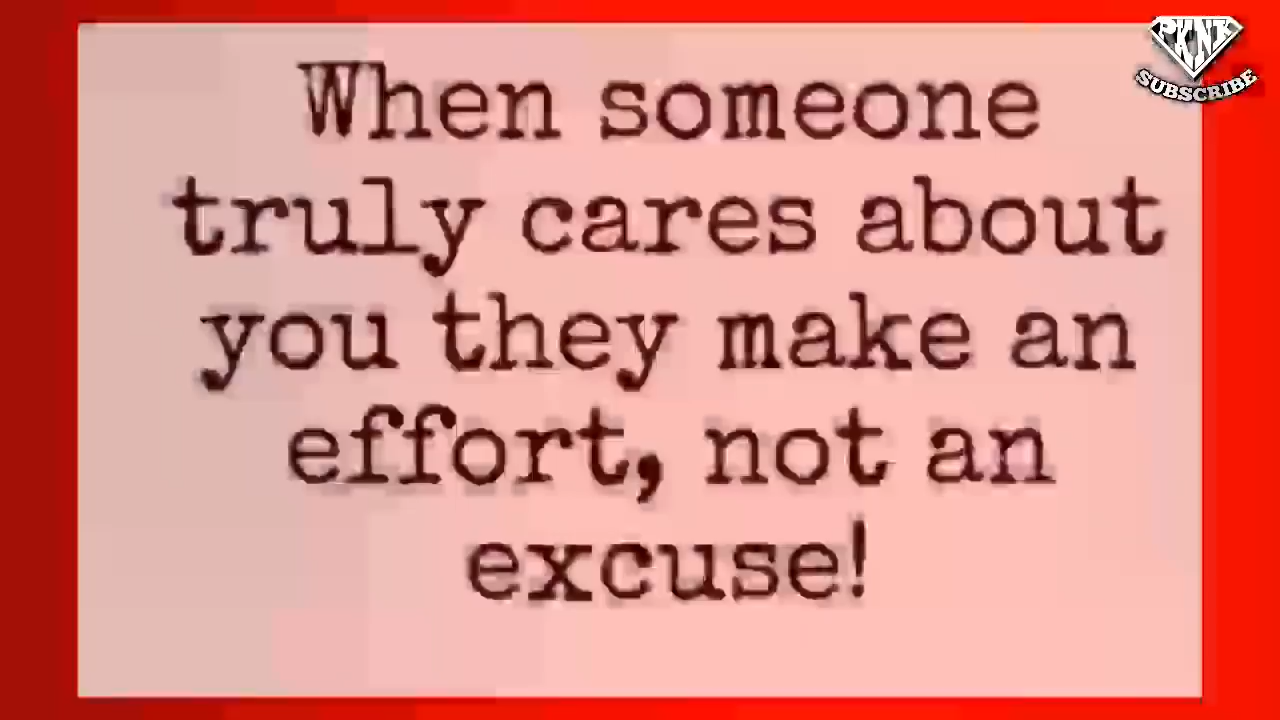 PKNK
SUBSCRIBE
When someone
truly cares about
you they make an
effort, not an
excuse!